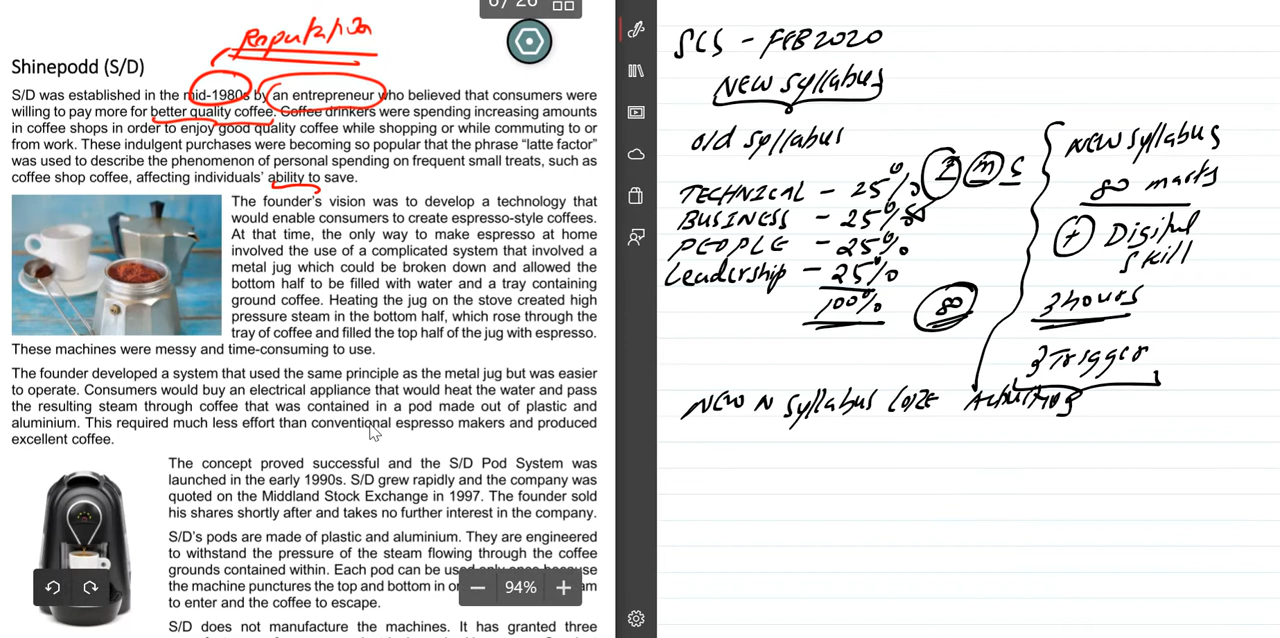 6 / 26
Reputation
Shinepodd (S/D)
S/D was established in the mid-1980s by an entrepreneur who believed that consumers were
willing to pay more for better quality coffee. Coffee drinkers were spending increasing amounts
in coffee shops in order to enjoy good quality coffee while shopping or while commuting to or
from work. These indulgent purchases were becoming so popular that the phrase “latte factor”
was used to describe the phenomenon of personal spending on frequent small treats, such as
coffee shop coffee, affecting individuals’ ability to save.
The founder’s vision was to develop a technology that
would enable consumers to create espresso-style coffees.
At that time, the only way to make espresso at home
involved the use of a complicated system that involved a
metal jug which could be broken down and allowed the
bottom half to be filled with water and a tray containing
ground coffee. Heating the jug on the stove created high
pressure steam in the bottom half, which rose through the
tray of coffee and filled the top half of the jug with espresso.
These machines were messy and time-consuming to use.
The founder developed a system that used the same principle as the metal jug but was easier
to operate. Consumers would buy an electrical appliance that would heat the water and pass
the resulting steam through coffee that was contained in a pod made out of plastic and
aluminium. This required much less effort than conventional espresso makers and produced
excellent coffee.
The concept proved successful and the S/D Pod System was
launched in the early 1990s. S/D grew rapidly and the company was
quoted on the Middland Stock Exchange in 1997. The founder sold
his shares shortly after and takes no further interest in the company.
S/D’s pods are made of plastic and aluminium. They are engineered
to withstand the pressure of the steam flowing through the coffee
grounds contained within. Each pod can be used only once because
the machine punctures the top and bottom in
to enter and the coffee to escape.
S/D does not manufacture the machines. It has granted three
94%
SCS - FEB 2020
NEW syllabus
old syllabus
TECHNICAL - 25%
BUSINESS - 25%
PEOPLE - 25%
Leadership - 25%
100%
E m S
80
NEW syllabus
80 marks
+ Digital
skill
3 hours
3 Trigger
NEW N syllabus CORE Activities